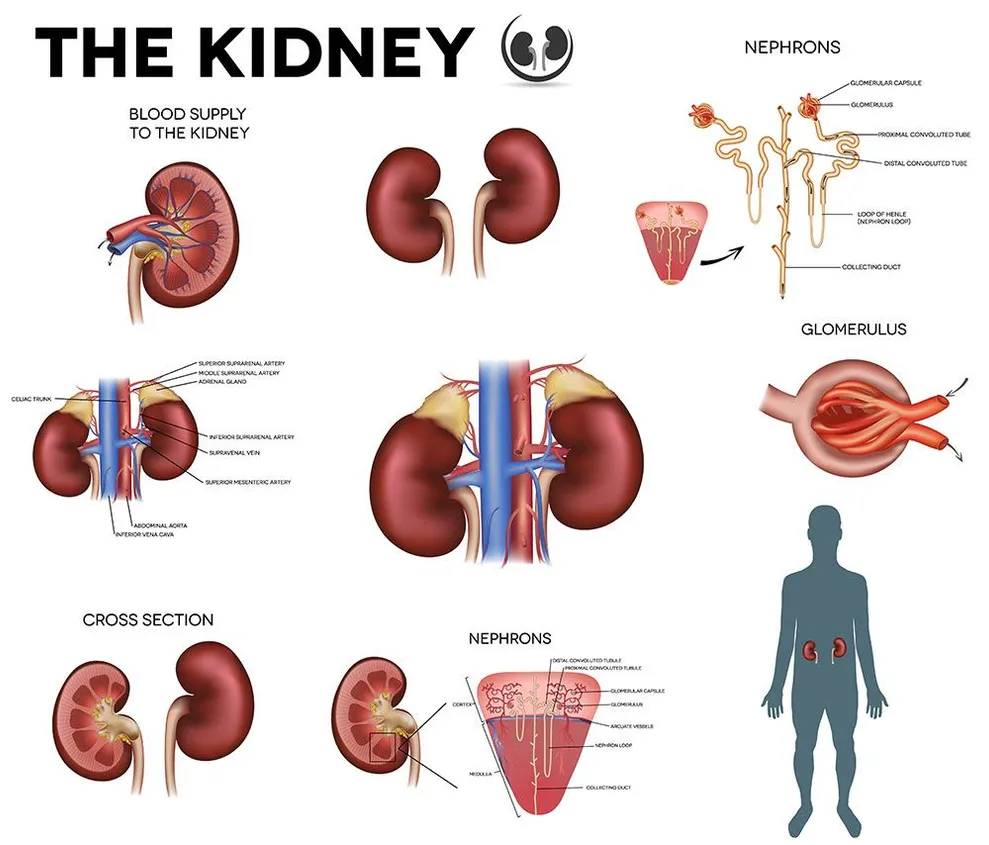 THE KIDNEY
BLOOD SUPPLY
TO THE KIDNEY
NEPHRONS
GLOMERULAR CAPSULE
GLOMERULUS
PROXIMAL CONVOLUTED TUBE
DISTAL CONVOLUTED TUBE
LOOP OF HENLE
(NEPHRON LOOP)
COLLECTING DUCT
SUPERIOR SUPRARENAL ARTERY
MIDDLE SUPRARENAL ARTERY
ADRENAL GLAND
CELIAC TRUNK
INFERIOR SUPRARENAL ARTERY
SUPRAVENAL VEIN
SUPERIOR MESENTERIC ARTERY
ABDOMINAL AORTA
INFERIOR VENA CAVA
GLOMERULUS
CROSS SECTION
NEPHRONS
DISTAL CONVOLUTED TUBULE
PROXIMAL CONVOLUTED TUBULE
GLOMERULAR CAPSULE
CORTEX
GLOMERULUS
ARCUATE VESSELS
NEPHRON LOOP
MEDULLA
COLLECTING DUCT